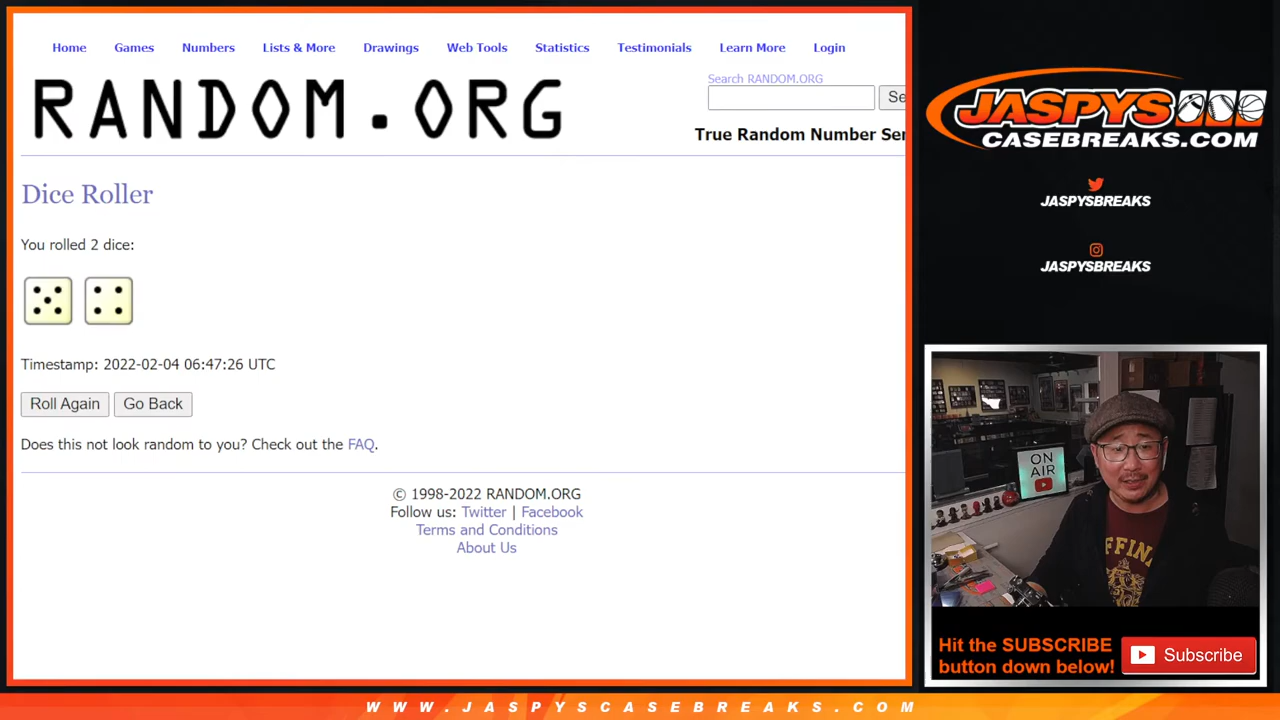 Home Games Numbers Lists & More Drawings Web Tools Statistics Testimonials Learn More Login
RANDOM.ORG
Search RANDOM.ORG
Se
True Random Number Ser
Dice Roller
You rolled 2 dice:
Timestamp: 2022-02-04 06:47:26 UTC
Roll Again Go Back
Does this not look random to you? Check out the FAQ.
© 1998-2022 RANDOM.ORG
Follow us: Twitter | Facebook
Terms and Conditions
About Us
JASPYS
CASEBREAKS.COM
JASPYSBREAKS
JASPYSBREAKS
ON
AIR
Hit the SUBSCRIBE
button down below!
Subscribe
WWW.JASPYSCASEBREAKS.COM